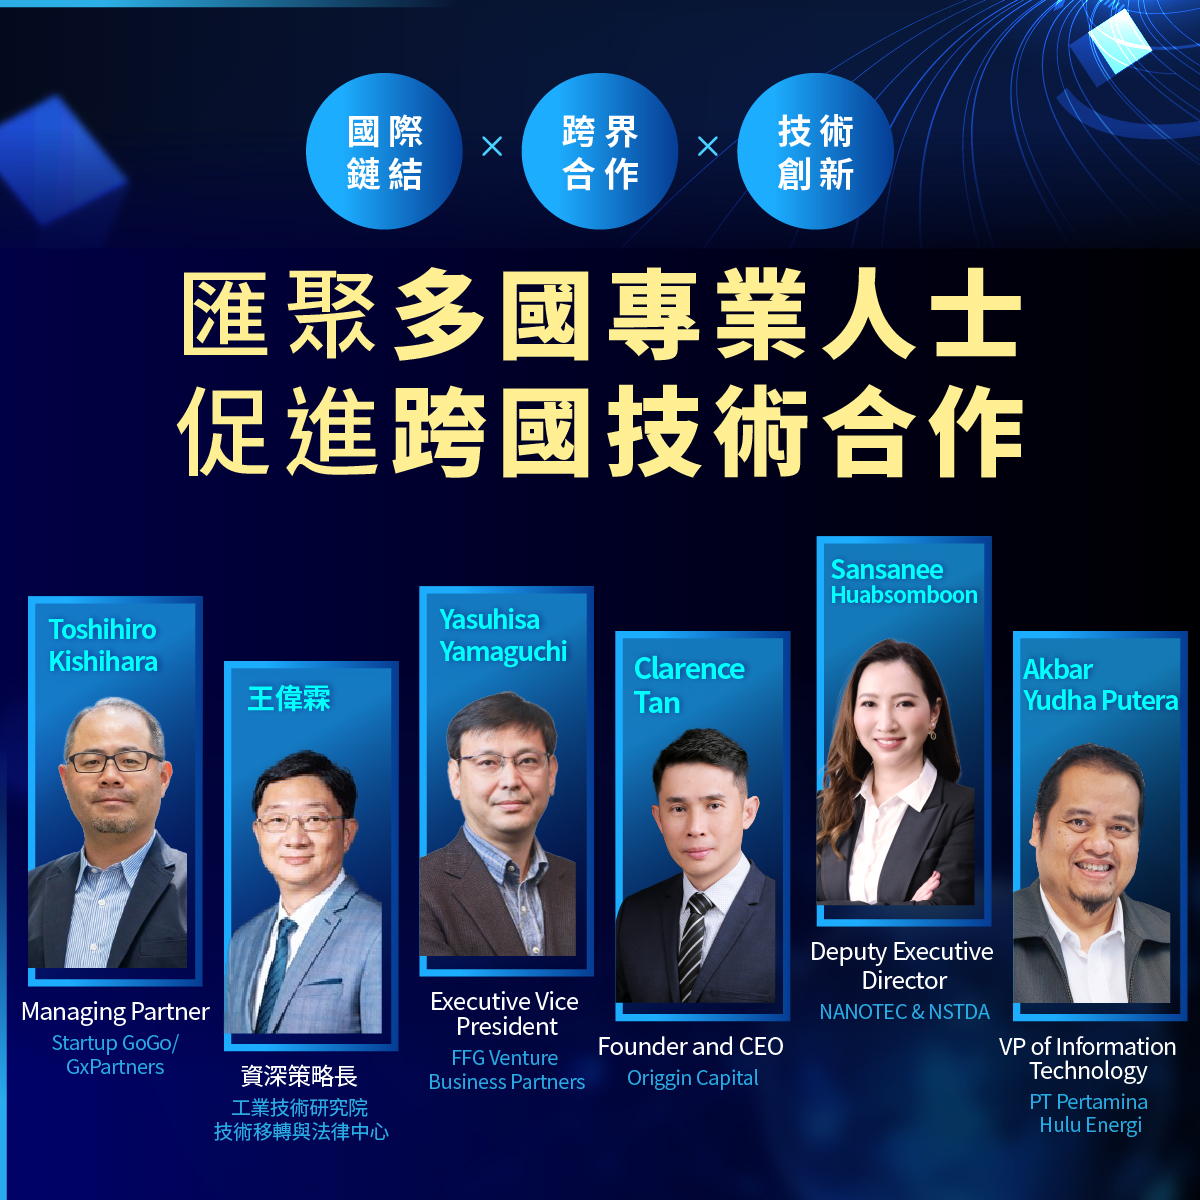 國際
鏈結
×
跨界
合作
×
技術
創新
匯聚多國專業人士
促進跨國技術合作
Toshihiro
Kishihara
Managing Partner
Startup GoGo/
GxPartners
王偉霖
資深策略長
工業技術研究院
技術移轉與法律中心
Yasuhisa
Yamaguchi
Executive Vice
President
FFG Venture
Business Partners
Clarence
Tan
Founder and CEO
Origgin Capital
Sansanee
Huabsomboon
Deputy Executive
Director
NANOTEC & NSTDA
Akbar
Yudha Putera
VP of Information
Technology
PT Pertamina
Hulu Energi